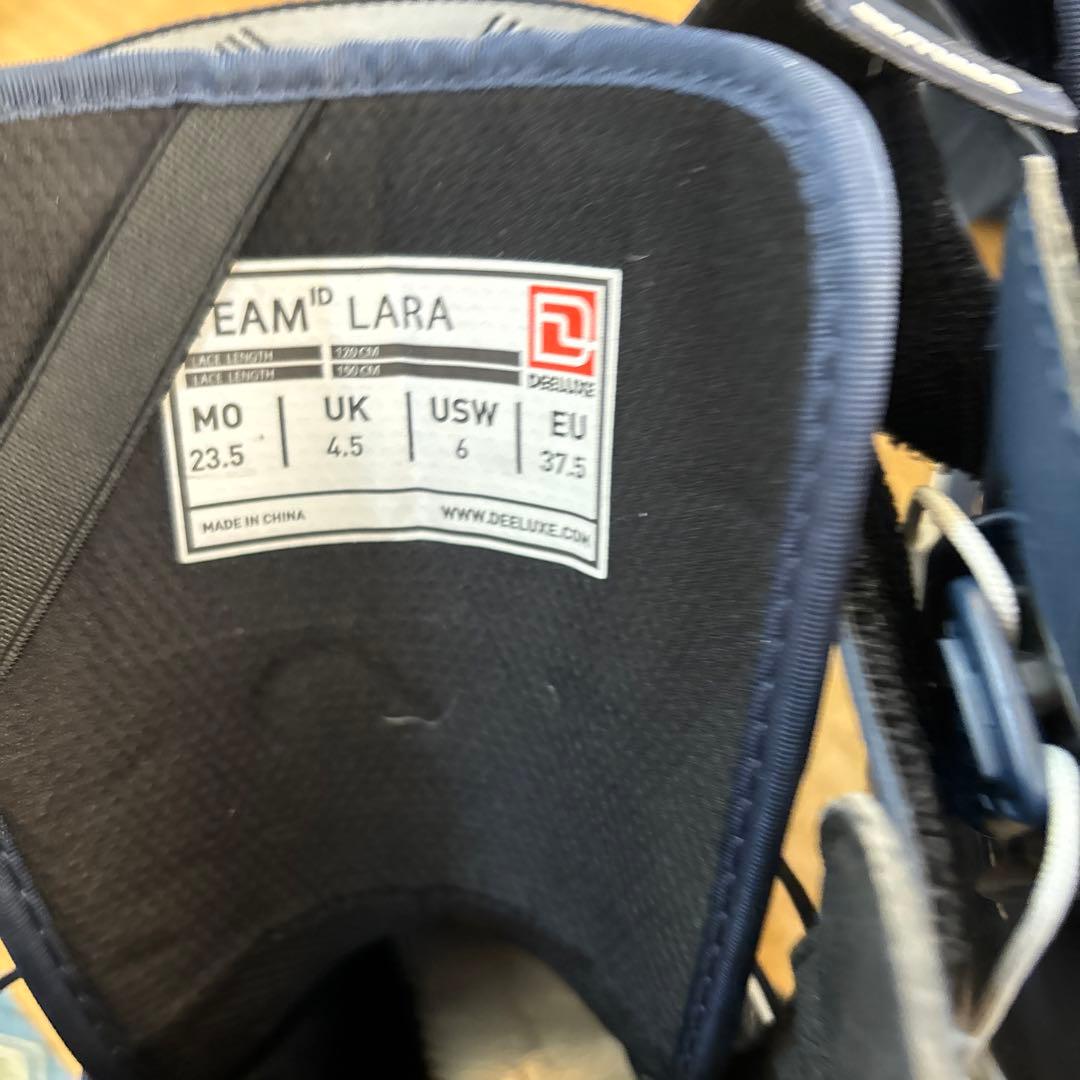 TEAM ID LARA
LACE LENGTH 120 CM
LACE LENGTH 150 CM
DEELUXE
MO UK USW EU
23.5 4.5 6 37.5
MADE IN CHINA WWW.DEELUXE.COM